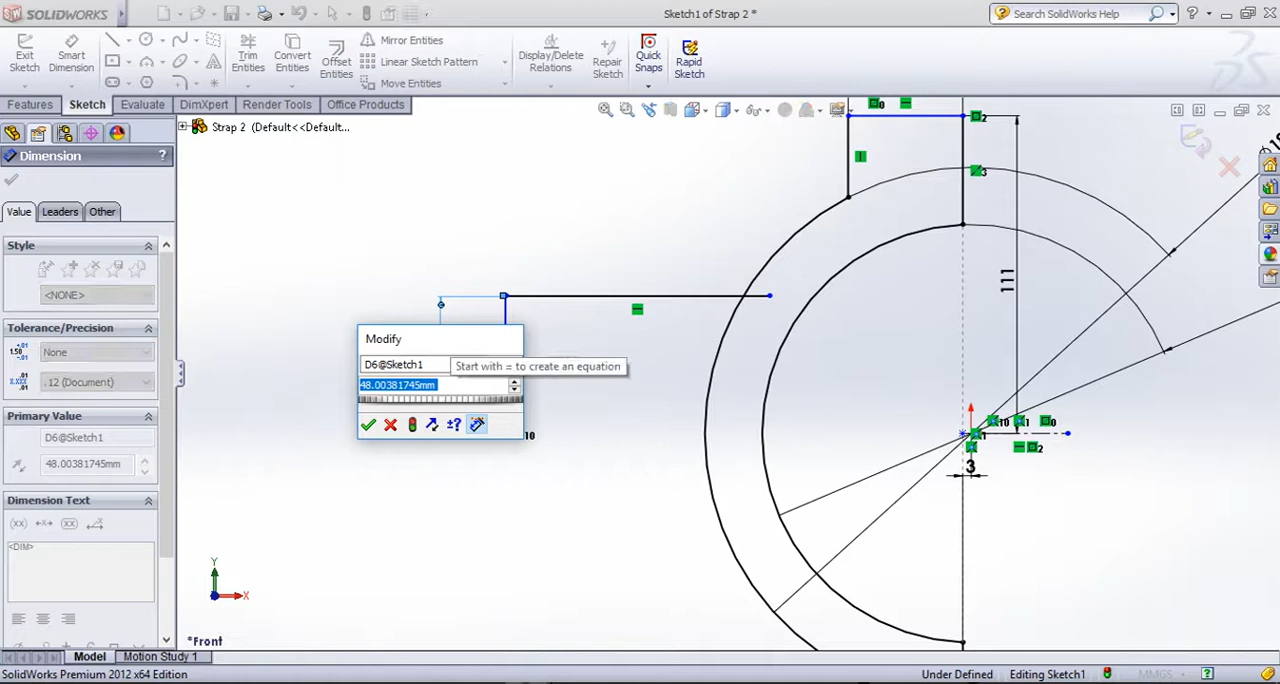 SOLIDWORKS
Sketch1 of Strap 2 *
Search SolidWorks Help
Exit Sketch
Smart Dimension
Trim Entities
Convert Entities
Offset Entities
Mirror Entities
Linear Sketch Pattern
Move Entities
Display/Delete Relations
Repair Sketch
Quick Snaps
Rapid Sketch
Features
Sketch
Evaluate
DimXpert
Render Tools
Office Products
Strap 2 (Default<<Default...
Dimension
?
Value
Leaders
Other
Style
<NONE>
Tolerance/Precision
None
.12 (Document)
Primary Value
D6@Sketch1
48.00381745mm
Dimension Text
<DIM>
Modify
D6@Sketch1
Start with = to create an equation
48.00381745mm
111
3
10
Y
X
*Front
Model
Motion Study 1
SolidWorks Premium 2012 x64 Edition
Under Defined
Editing Sketch1
MMGS